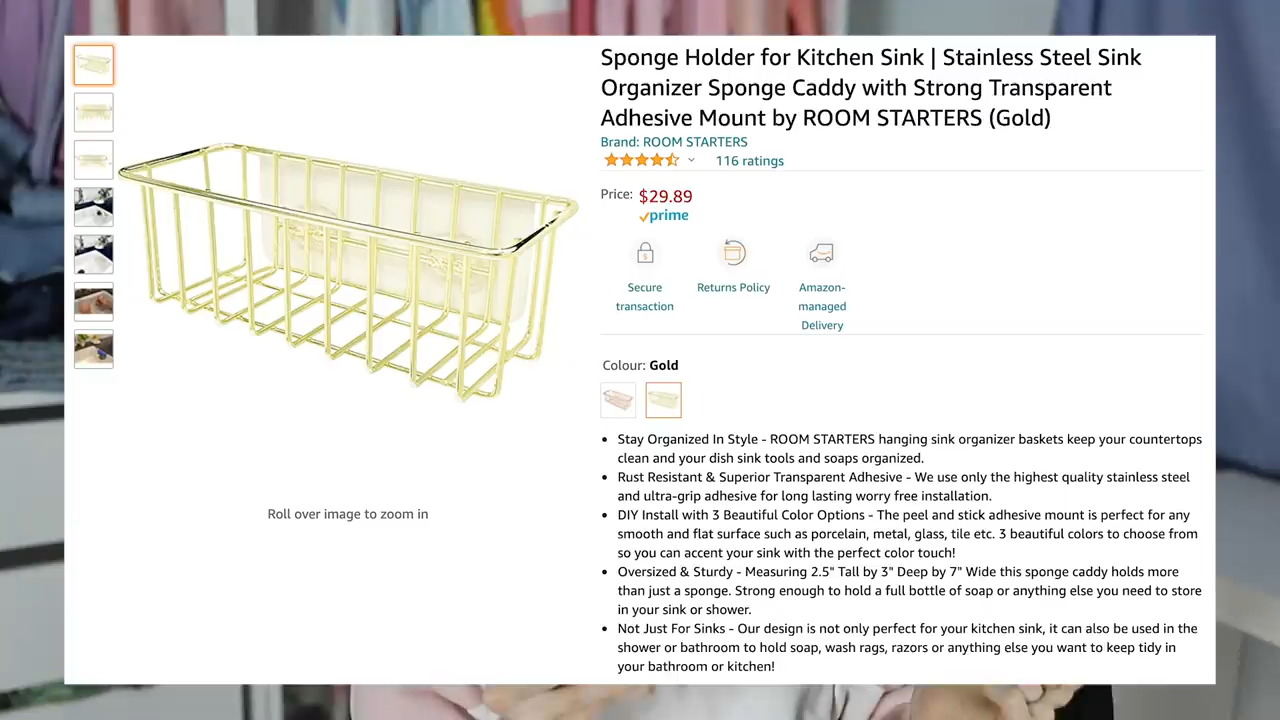 Sponge Holder for Kitchen Sink | Stainless Steel Sink
Organizer Sponge Caddy with Strong Transparent
Adhesive Mount by ROOM STARTERS (Gold)
Brand: ROOM STARTERS
116 ratings
Price: $29.89
prime
Secure
transaction
Returns Policy
Amazon-
managed
Delivery
Colour: Gold
• Stay Organized In Style - ROOM STARTERS hanging sink organizer baskets keep your countertops
clean and your dish sink tools and soaps organized.
• Rust Resistant & Superior Transparent Adhesive - We use only the highest quality stainless steel
and ultra-grip adhesive for long lasting worry free installation.
• DIY Install with 3 Beautiful Color Options - The peel and stick adhesive mount is perfect for any
smooth and flat surface such as porcelain, metal, glass, tile etc. 3 beautiful colors to choose from
so you can accent your sink with the perfect color touch!
• Oversized & Sturdy - Measuring 2.5" Tall by 3" Deep by 7" Wide this sponge caddy holds more
than just a sponge. Strong enough to hold a full bottle of soap or anything else you need to store
in your sink or shower.
• Not Just For Sinks - Our design is not only perfect for your kitchen sink, it can also be used in the
shower or bathroom to hold soap, wash rags, razors or anything else you want to keep tidy in
your bathroom or kitchen!
Roll over image to zoom in